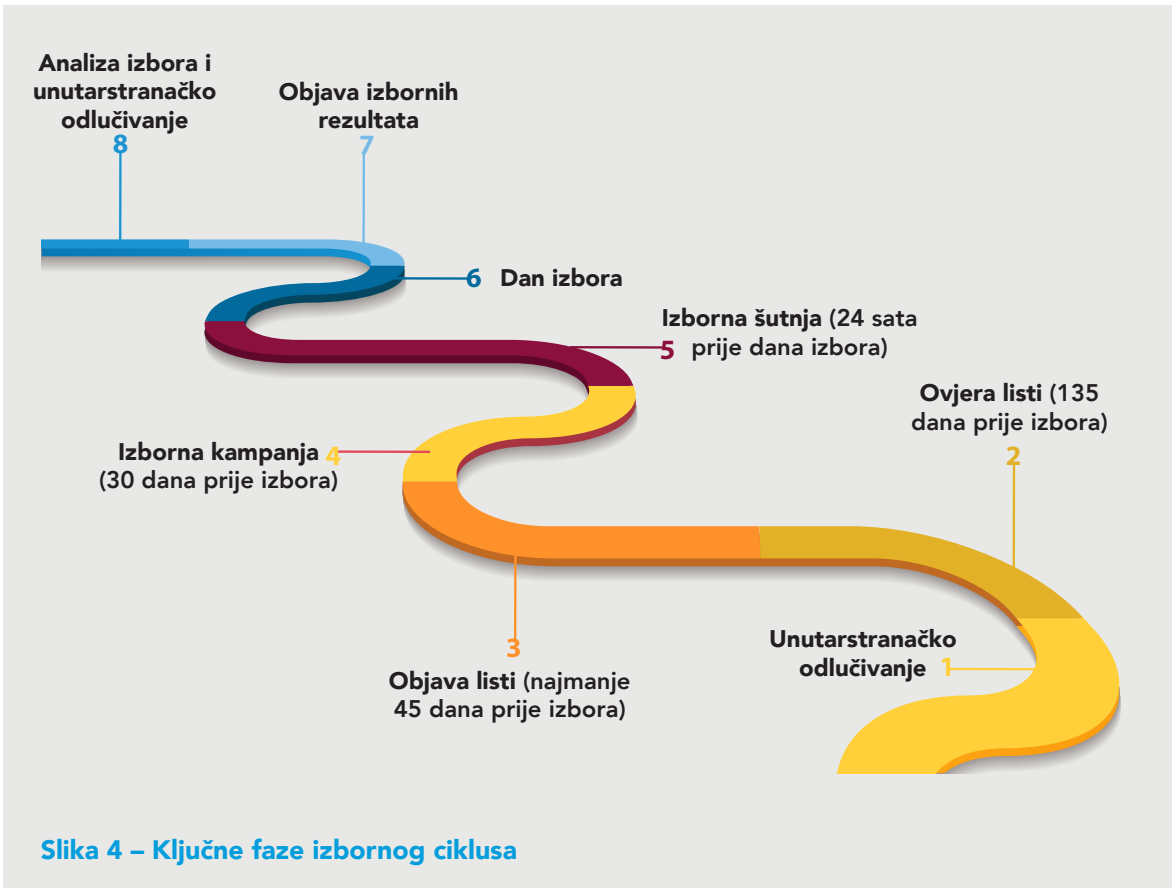 Analiza izbora i
unutarstranačko
odlučivanje
8
Objava izbornih
rezultata
7
6 Dan izbora
Izborna šutnja (24 sata
5 prije dana izbora)
Ovjera listi (135
dana prije izbora)
2
Izborna kampanja 4
(30 dana prije izbora)
3
Objava listi (najmanje
45 dana prije izbora)
Unutarstranačko
odlučivanje 1
Slika 4 – Ključne faze izbornog ciklusa